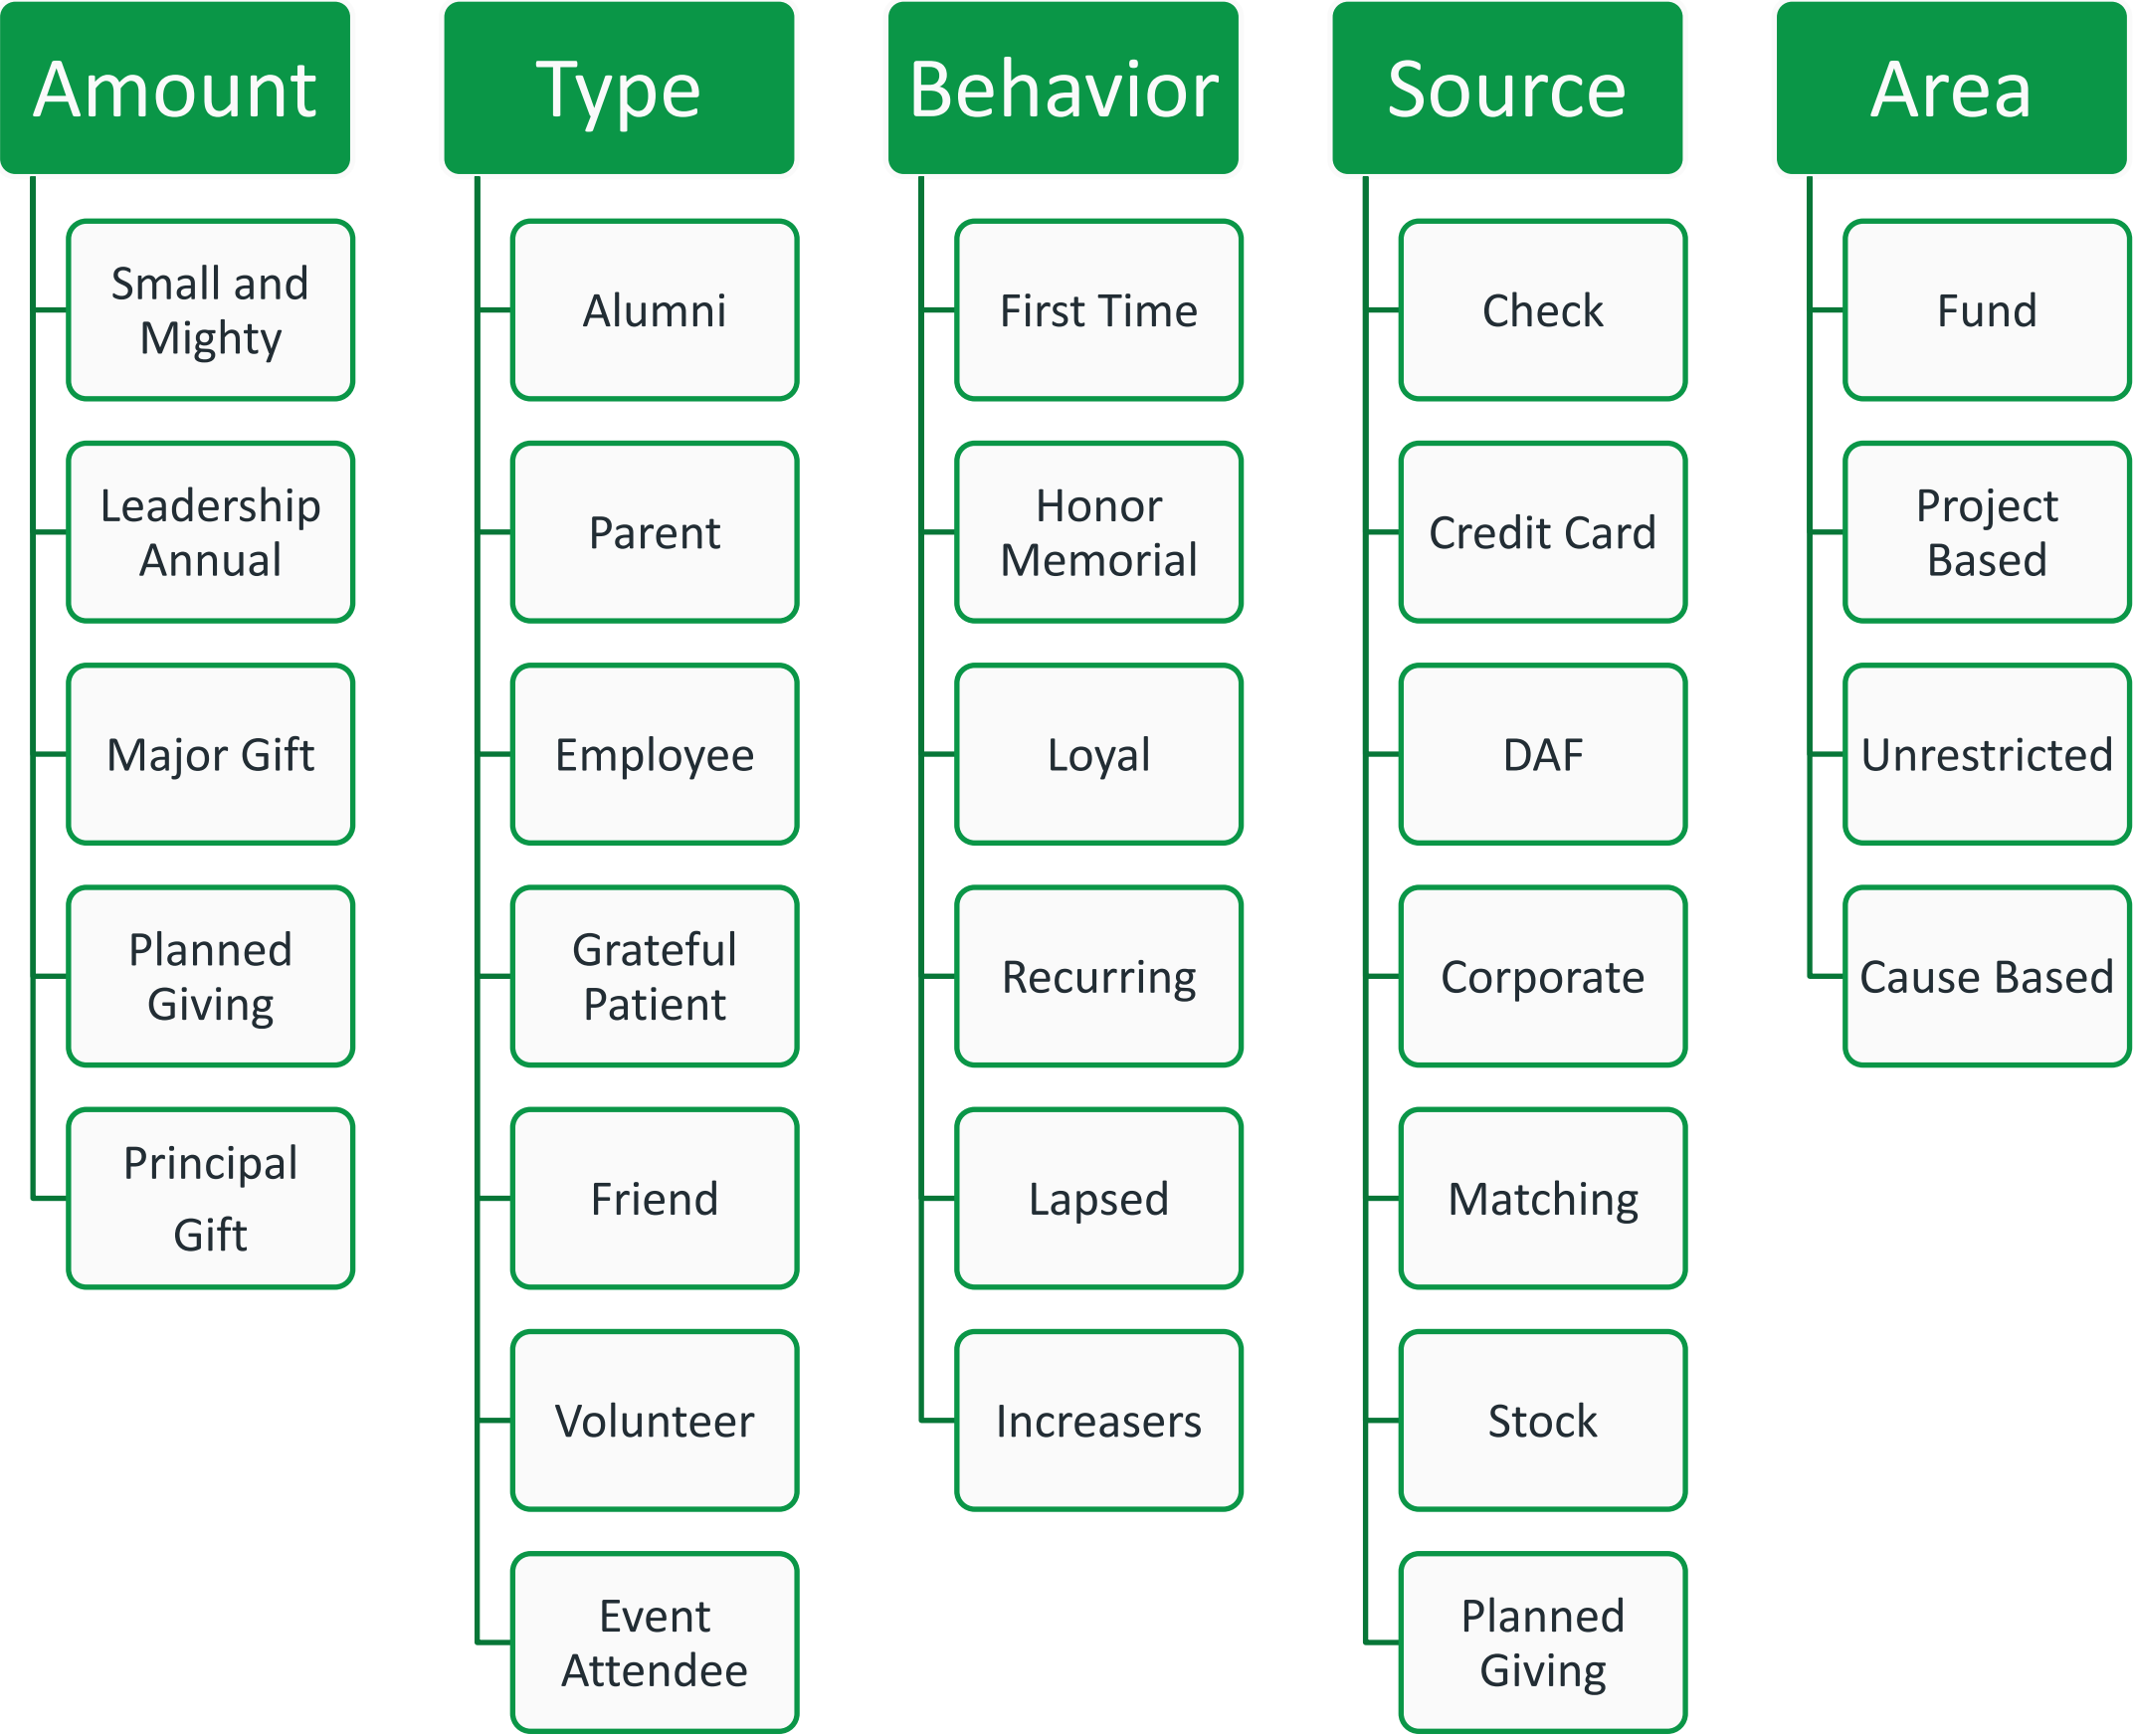 Amount
Small and
Mighty
Leadership
Annual
Major Gift
Planned
Giving
Principal
Gift
Type
Alumni
Parent
Employee
Grateful
Patient
Friend
Volunteer
Event
Attendee
Behavior
First Time
Honor
Memorial
Loyal
Recurring
Lapsed
Increasers
Source
Check
Credit Card
DAF
Corporate
Matching
Stock
Planned
Giving
Area
Fund
Project
Based
Unrestricted
Cause Based